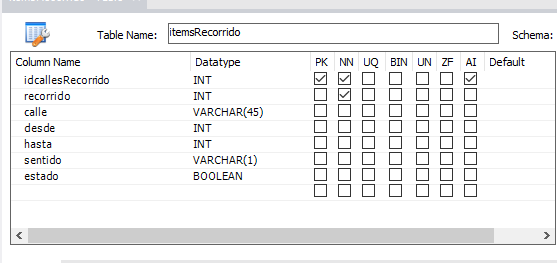 Table Name: itemsRecorrido Schema:
Column Name Datatype PK NN UQ BIN UN ZF AI Default
idcallesRecorrido INT
recorrido INT
calle VARCHAR(45)
desde INT
hasta INT
sentido VARCHAR(1)
estado BOOLEAN